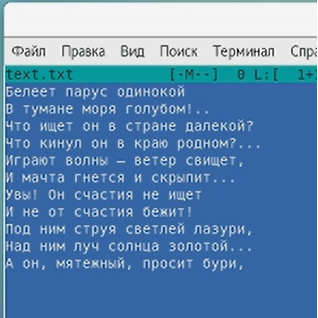 Файл Правка Вид Поиск Терминал Спра
text.txt [-M--] 0 L:[ 1+
Белеет парус одинокой
В тумане моря голубом!..
Что ищет он в стране далекой?
Что кинул он в краю родном?...
Играют волны – ветер свищет,
И мачта гнется и скрыпит...
Увы! Он счастия не ищет
И не от счастия бежит!
Под ним струя светлей лазури,
Над ним луч солнца золотой...
А он, мятежный, просит бури,